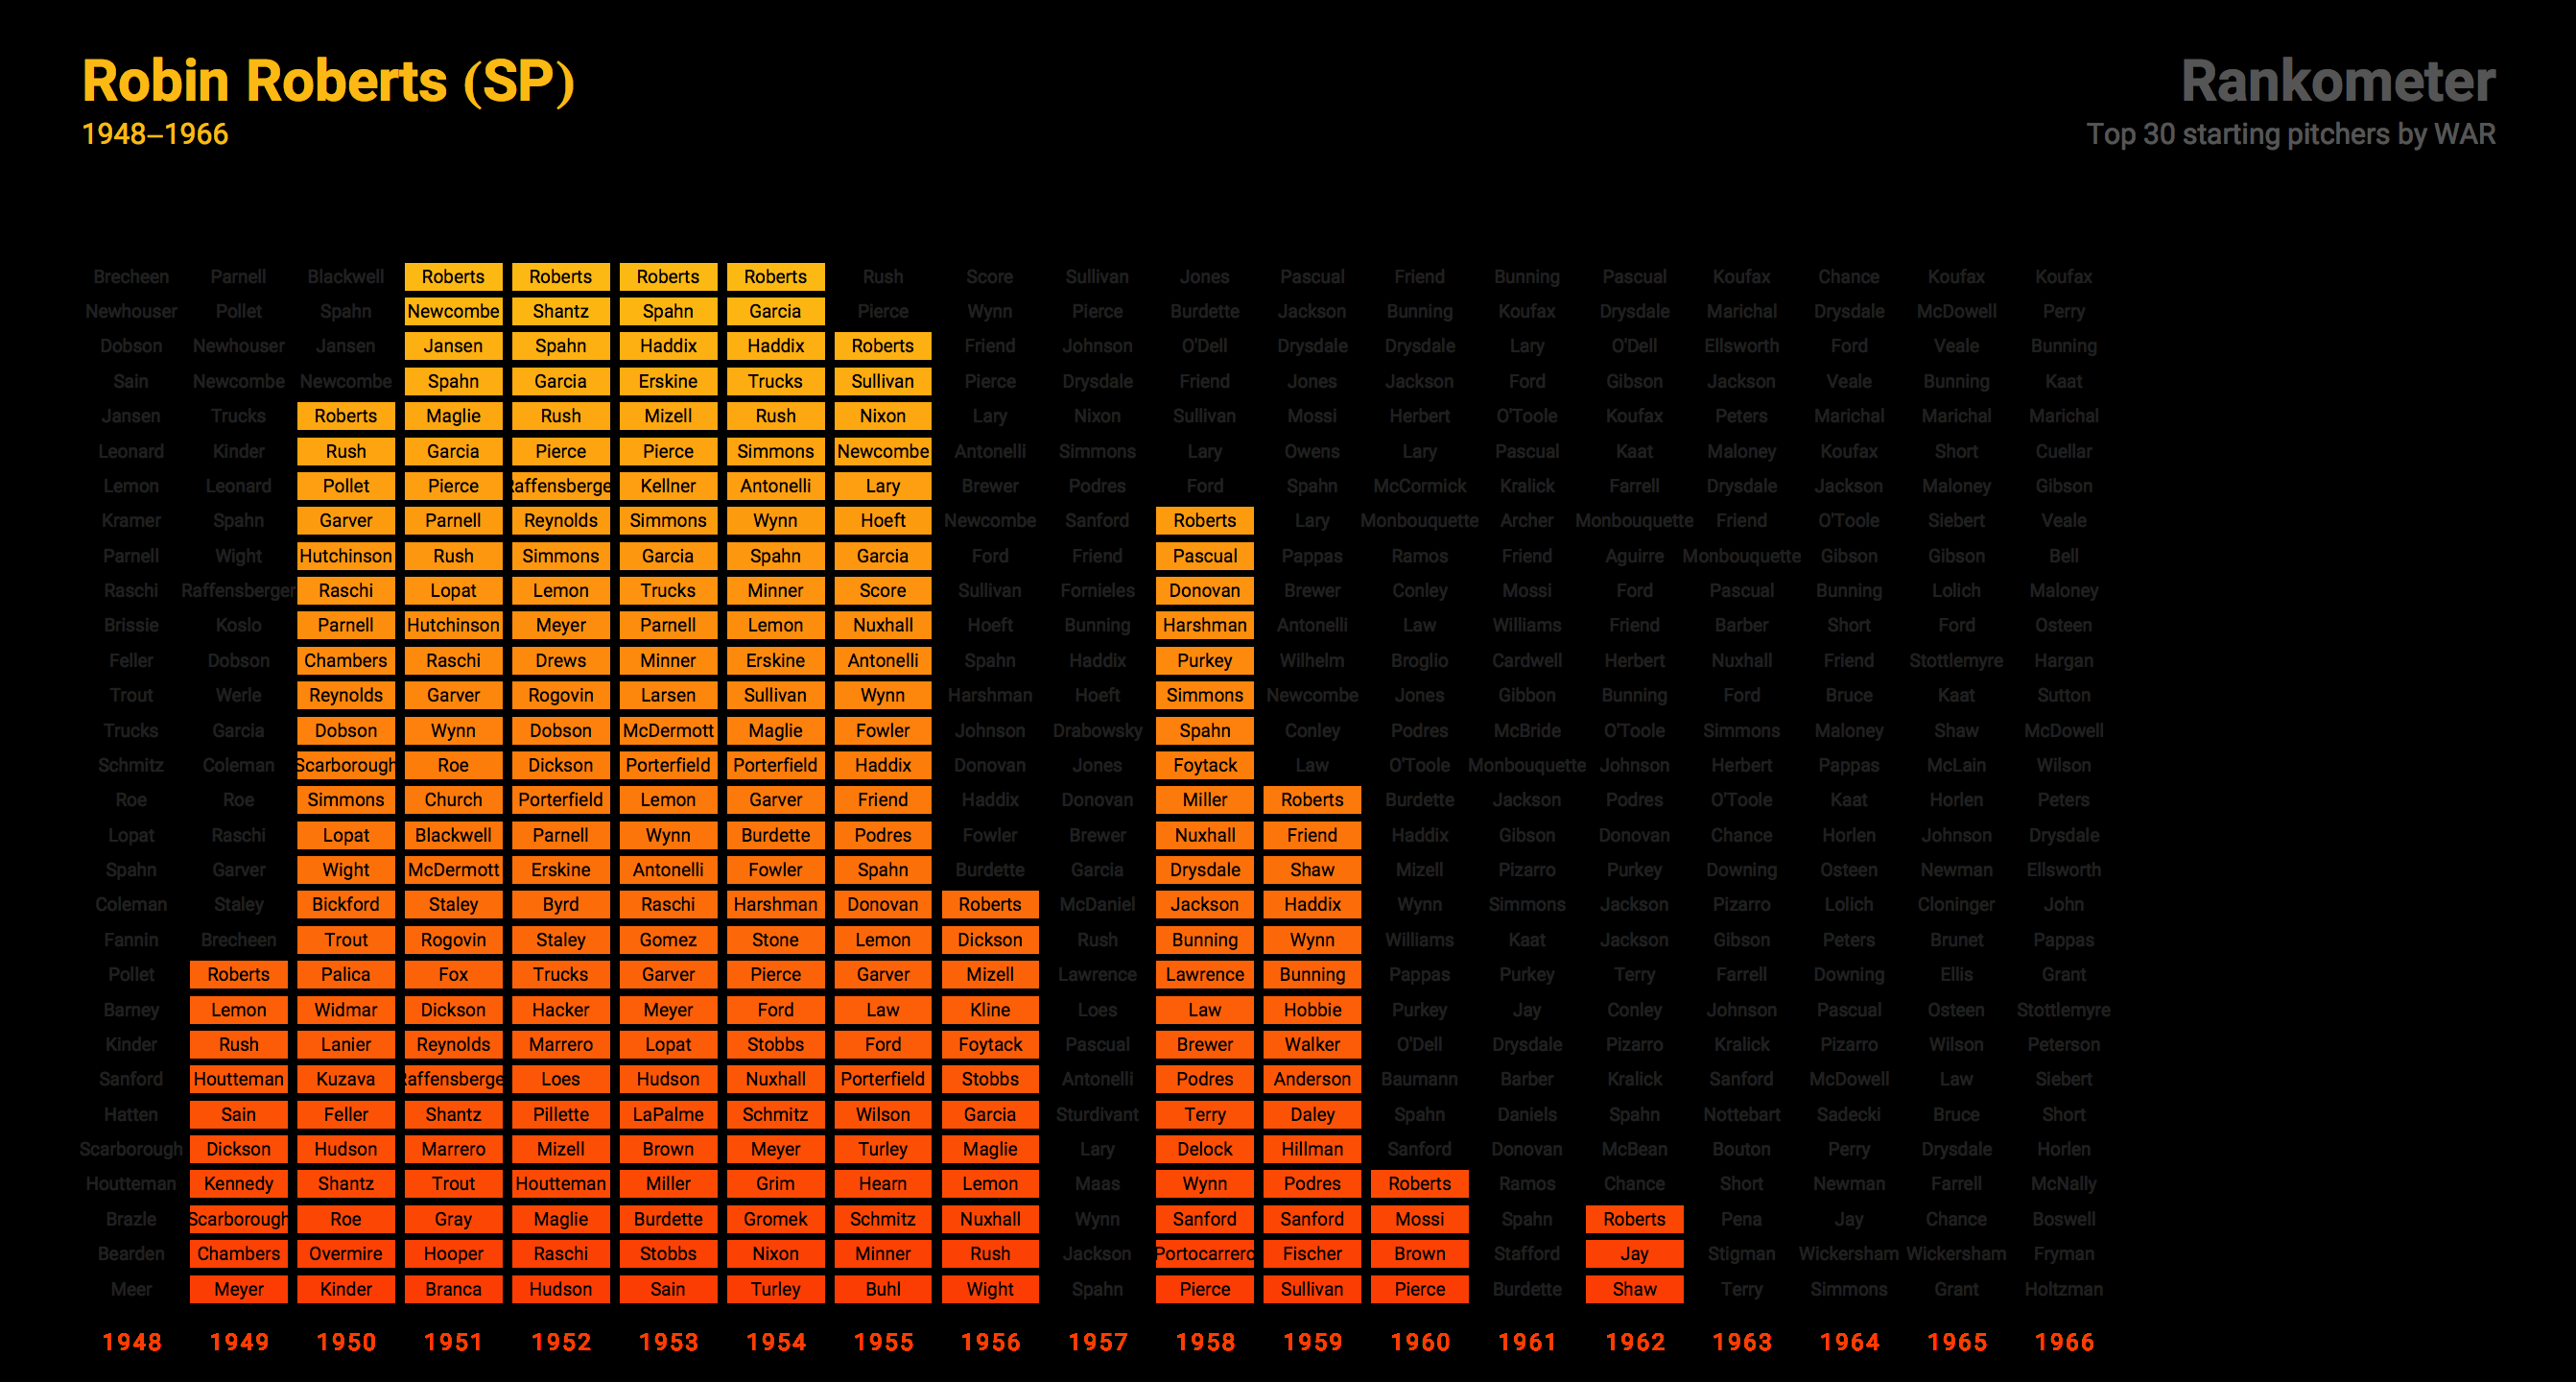 Robin Roberts (SP)
1948–1966
Rankometer
Top 30 starting pitchers by WAR
Brecheen Parnell Blackwell Roberts Roberts Roberts Roberts Rush Score Sullivan Jones Pascual Friend Bunning Pascual Koufax Chance Koufax Koufax
Newhouser Pollet Spahn Newcombe Shantz Spahn Garcia Pierce Wynn Pierce Burdette Jackson Bunning Koufax Drysdale Marichal Drysdale McDowell Perry
Dobson Newhouser Jansen Jansen Spahn Haddix Haddix Roberts Friend Johnson O'Dell Drysdale Drysdale Lary O'Dell Ellsworth Ford Veale Bunning
Sain Newcombe Newcombe Spahn Garcia Erskine Trucks Sullivan Pierce Drysdale Friend Jones Jackson Ford Gibson Jackson Veale Bunning Kaat
Jansen Trucks Roberts Maglie Rush Mizell Rush Nixon Lary Nixon Sullivan Mossi Herbert O'Toole Koufax Peters Marichal Marichal Marichal
Leonard Kinder Rush Garcia Pierce Pierce Simmons Newcombe Antonelli Simmons Lary Owens Lary Pascual Kaat Maloney Koufax Short Cuellar
Lemon Leonard Pollet Pierce Raffensberge Kellner Antonelli Lary Brewer Podres Ford Spahn McCormick Kralick Farrell Drysdale Jackson Maloney Gibson
Kramer Spahn Garver Parnell Reynolds Simmons Wynn Hoeft Newcombe Sanford Roberts Lary Monbouquette Archer Monbouquette Friend O'Toole Siebert Veale
Parnell Wight Hutchinson Rush Simmons Garcia Spahn Garcia Ford Friend Pascual Pappas Ramos Friend Aguirre Monbouquette Gibson Gibson Bell
Raschi Raffensberger Raschi Lopat Lemon Trucks Minner Score Sullivan Fornieles Donovan Brewer Conley Mossi Ford Pascual Bunning Lolich Maloney
Brissie Koslo Parnell Hutchinson Meyer Parnell Lemon Nuxhall Hoeft Bunning Harshman Antonelli Law Williams Friend Barber Short Ford Osteen
Feller Dobson Chambers Raschi Drews Minner Erskine Antonelli Spahn Haddix Purkey Wilhelm Broglio Cardwell Herbert Nuxhall Friend Stottlemyre Hargan
Trout Werle Reynolds Garver Rogovin Larsen Sullivan Wynn Harshman Hoeft Simmons Newcombe Jones Gibbon Bunning Ford Bruce Kaat Sutton
Trucks Garcia Dobson Wynn Dobson McDermott Maglie Fowler Johnson Drabowsky Spahn Conley Podres McBride O'Toole Simmons Maloney Shaw McDowell
Schmitz Coleman Scarborough Roe Dickson Porterfield Porterfield Haddix Donovan Jones Foytack Law O'Toole Monbouquette Johnson Herbert Pappas McLain Wilson
Roe Roe Simmons Church Porterfield Lemon Garver Friend Haddix Donovan Miller Roberts Burdette Jackson Podres O'Toole Kaat Horlen Peters
Lopat Raschi Lopat Blackwell Parnell Wynn Burdette Podres Fowler Brewer Nuxhall Friend Haddix Gibson Donovan Chance Horlen Johnson Drysdale
Spahn Garver Wight McDermott Erskine Antonelli Fowler Spahn Burdette Garcia Drysdale Shaw Mizell Pizarro Purkey Downing Osteen Newman Ellsworth
Coleman Staley Bickford Staley Byrd Raschi Harshman Donovan Roberts McDaniel Jackson Haddix Wynn Simmons Jackson Pizarro Lolich Cloninger John
Fannin Brecheen Trout Rogovin Staley Gomez Stone Lemon Dickson Rush Bunning Wynn Williams Kaat Jackson Gibson Peters Brunet Pappas
Pollet Roberts Palica Fox Trucks Garver Pierce Garver Mizell Lawrence Lawrence Bunning Pappas Purkey Terry Farrell Downing Ellis Grant
Barney Lemon Widmar Dickson Hacker Meyer Ford Law Kline Loes Law Hobbie Purkey Jay Conley Johnson Pascual Osteen Stottlemyre
Kinder Rush Lanier Reynolds Marrero Lopat Stobbs Ford Foytack Pascual Brewer Walker O'Dell Drysdale Pizarro Kralick Pizarro Wilson Peterson
Sanford Houtteman Kuzava Raffensberge Loes Hudson Nuxhall Porterfield Stobbs Antonelli Podres Anderson Baumann Barber Kralick Sanford McDowell Law Siebert
Hatten Sain Feller Shantz Pillette LaPalme Schmitz Wilson Garcia Sturdivant Terry Daley Spahn Daniels Spahn Nottebart Sadecki Bruce Short
Scarborough Dickson Hudson Marrero Mizell Brown Meyer Turley Maglie Lary Delock Hillman Sanford Donovan McBean Bouton Perry Drysdale Horlen
Houtteman Kennedy Shantz Trout Houtteman Miller Grim Hearn Lemon Maas Wynn Podres Roberts Ramos Chance Short Newman Farrell McNally
Brazle Scarborough Roe Gray Maglie Burdette Gromek Schmitz Nuxhall Wynn Sanford Sanford Mossi Spahn Roberts Pena Jay Chance Boswell
Bearden Chambers Overmire Hooper Raschi Stobbs Nixon Minner Rush Jackson Portocarrero Fischer Brown Stafford Jay Stigman Wickersham Wickersham Fryman
Meer Meyer Kinder Branca Hudson Sain Turley Buhl Wight Spahn Pierce Sullivan Pierce Burdette Shaw Terry Simmons Grant Holtzman
1948 1949 1950 1951 1952 1953 1954 1955 1956 1957 1958 1959 1960 1961 1962 1963 1964 1965 1966